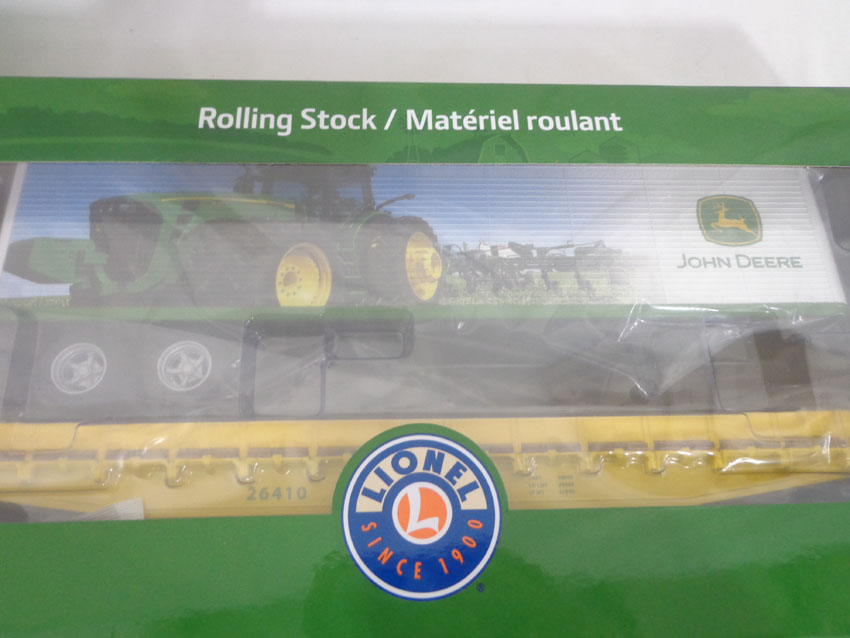 Rolling Stock / Matériel roulant
JOHN DEERE
26410
LIONEL
L
SINCE 1900
®